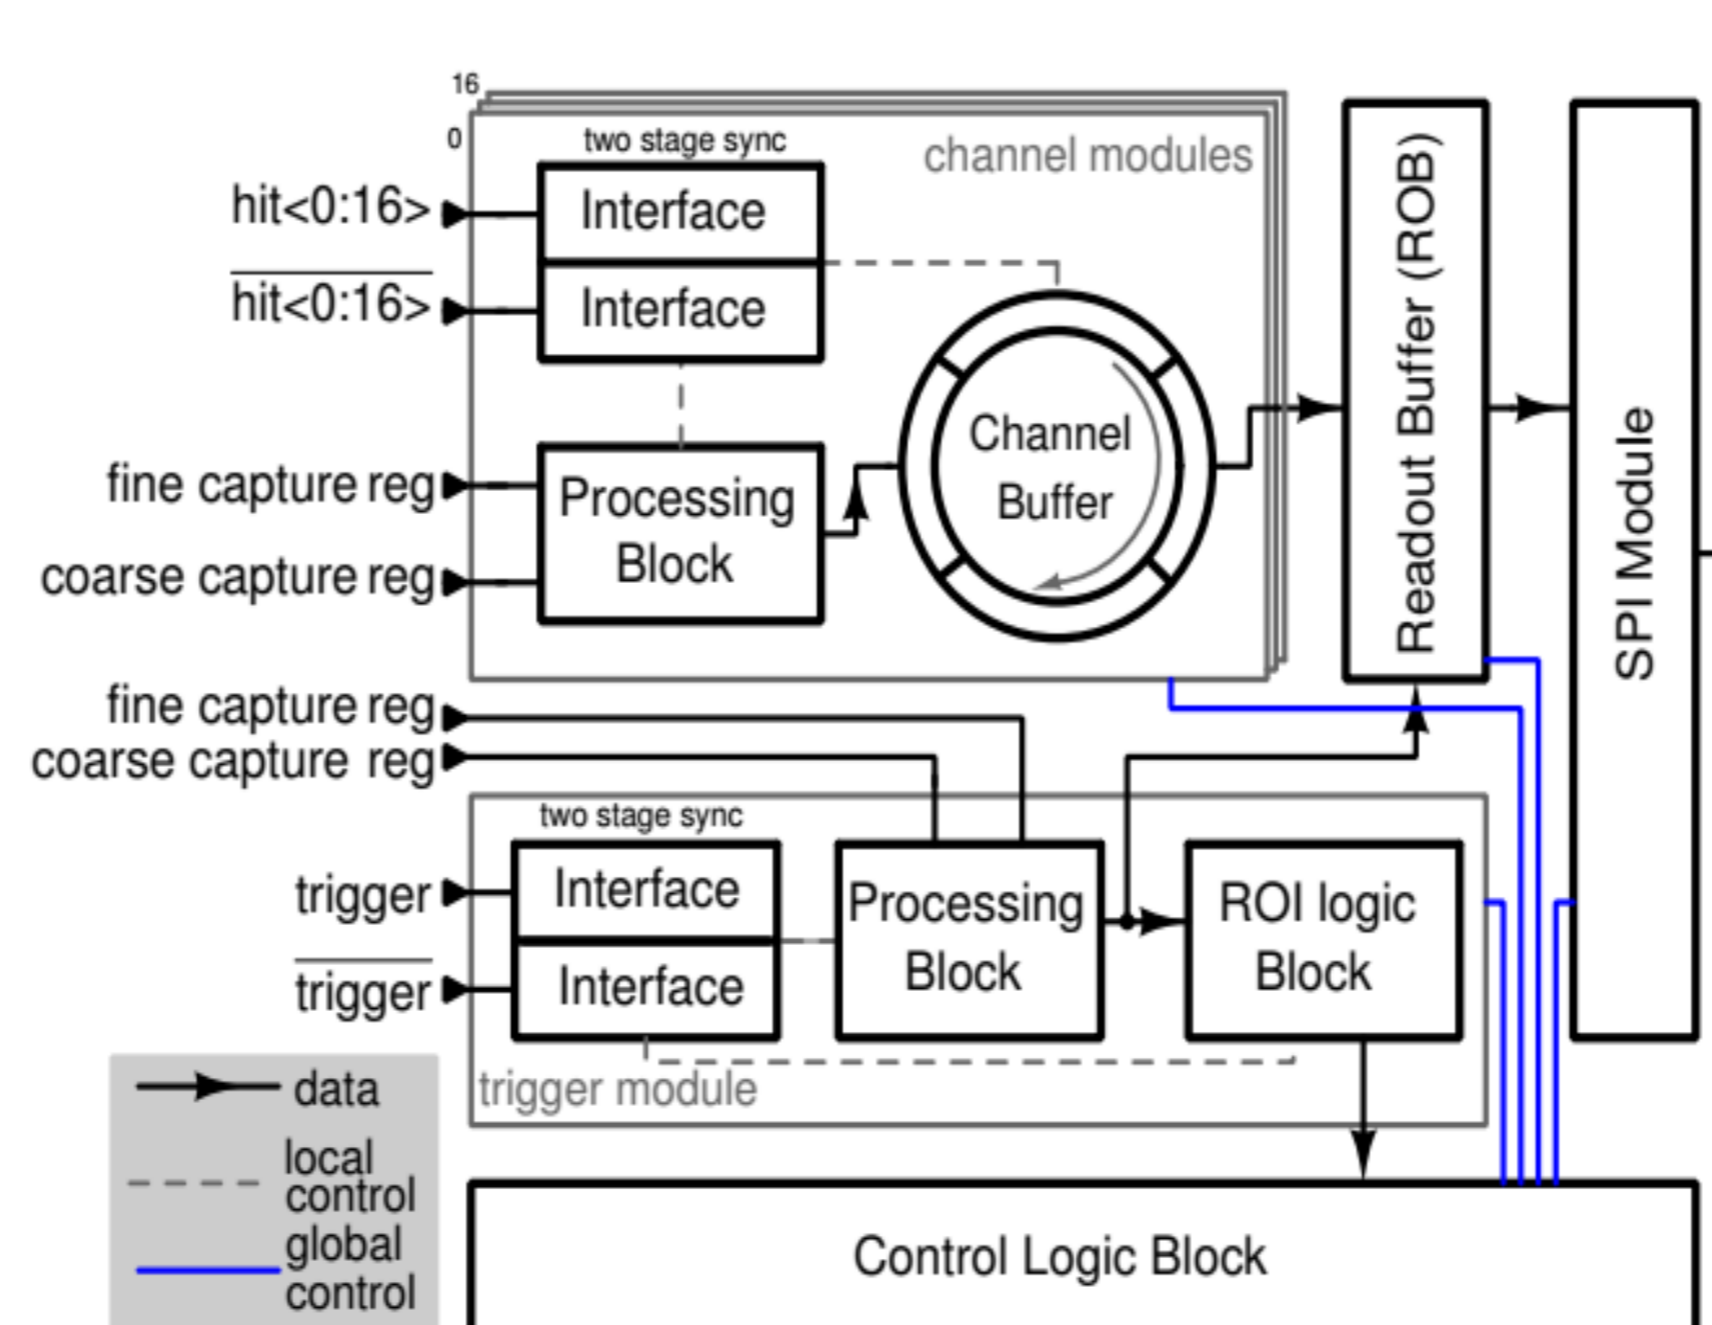 16
0
two stage sync
channel modules
hit<0:16>
Interface
hit<0:16>
Interface
Channel
Buffer
fine capture reg
Processing
Block
coarse capture reg
Readout Buffer (ROB)
SPI Module
fine capture reg
coarse capture reg
two stage sync
trigger
Interface
Processing
Block
ROI logic
Block
trigger
Interface
trigger module
data
local
control
global
control
Control Logic Block